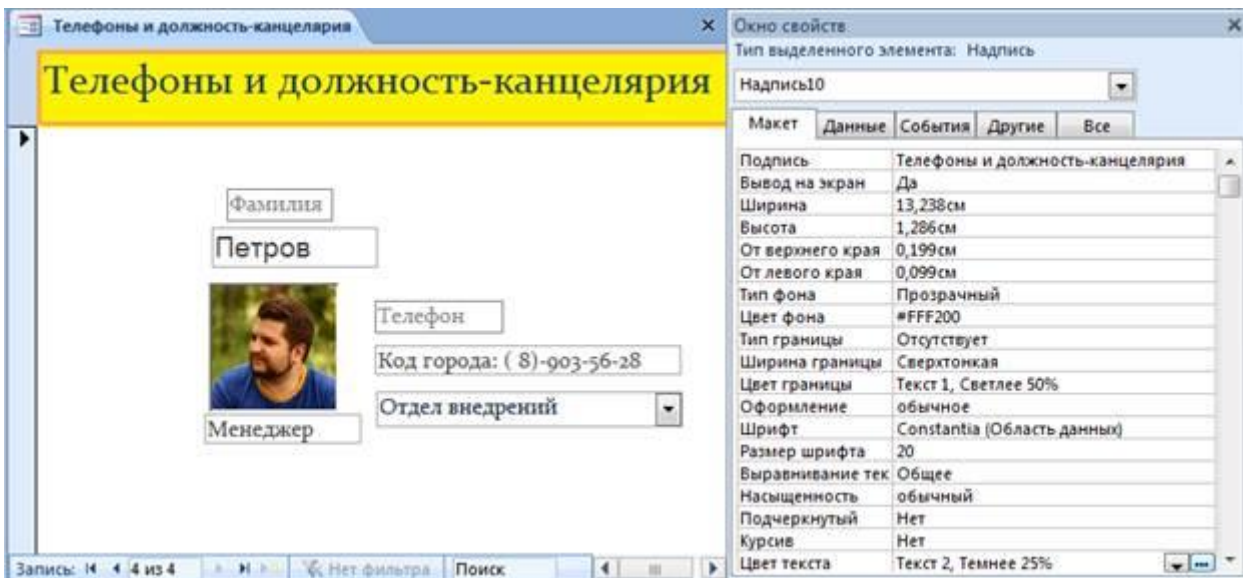 Телефоны и должность-канцелярия
Телефоны и должность-канцелярия
Фамилия
Петров
Телефон
Код города: ( 8)-903-56-28
Отдел внедрений
Менеджер
Запись: 4 из 4 Нет фильтра Поиск
Окно свойств
Тип выделенного элемента: Надпись
Надпись10
Макет Данные События Другие Все
Подпись Телефоны и должность-канцелярия
Вывод на экран Да
Ширина 13,238см
Высота 1,286см
От верхнего края 0,199см
От левого края 0,099см
Тип фона Прозрачный
Цвет фона #FFF200
Тип границы Отсутствует
Ширина границы Сверхтонкая
Цвет границы Текст 1, Светлее 50%
Оформление обычное
Шрифт Constantia (Область данных)
Размер шрифта 20
Выравнивание тек Общее
Насыщенность обычный
Подчеркнутый Нет
Курсив Нет
Цвет текста Текст 2, Темнее 25%